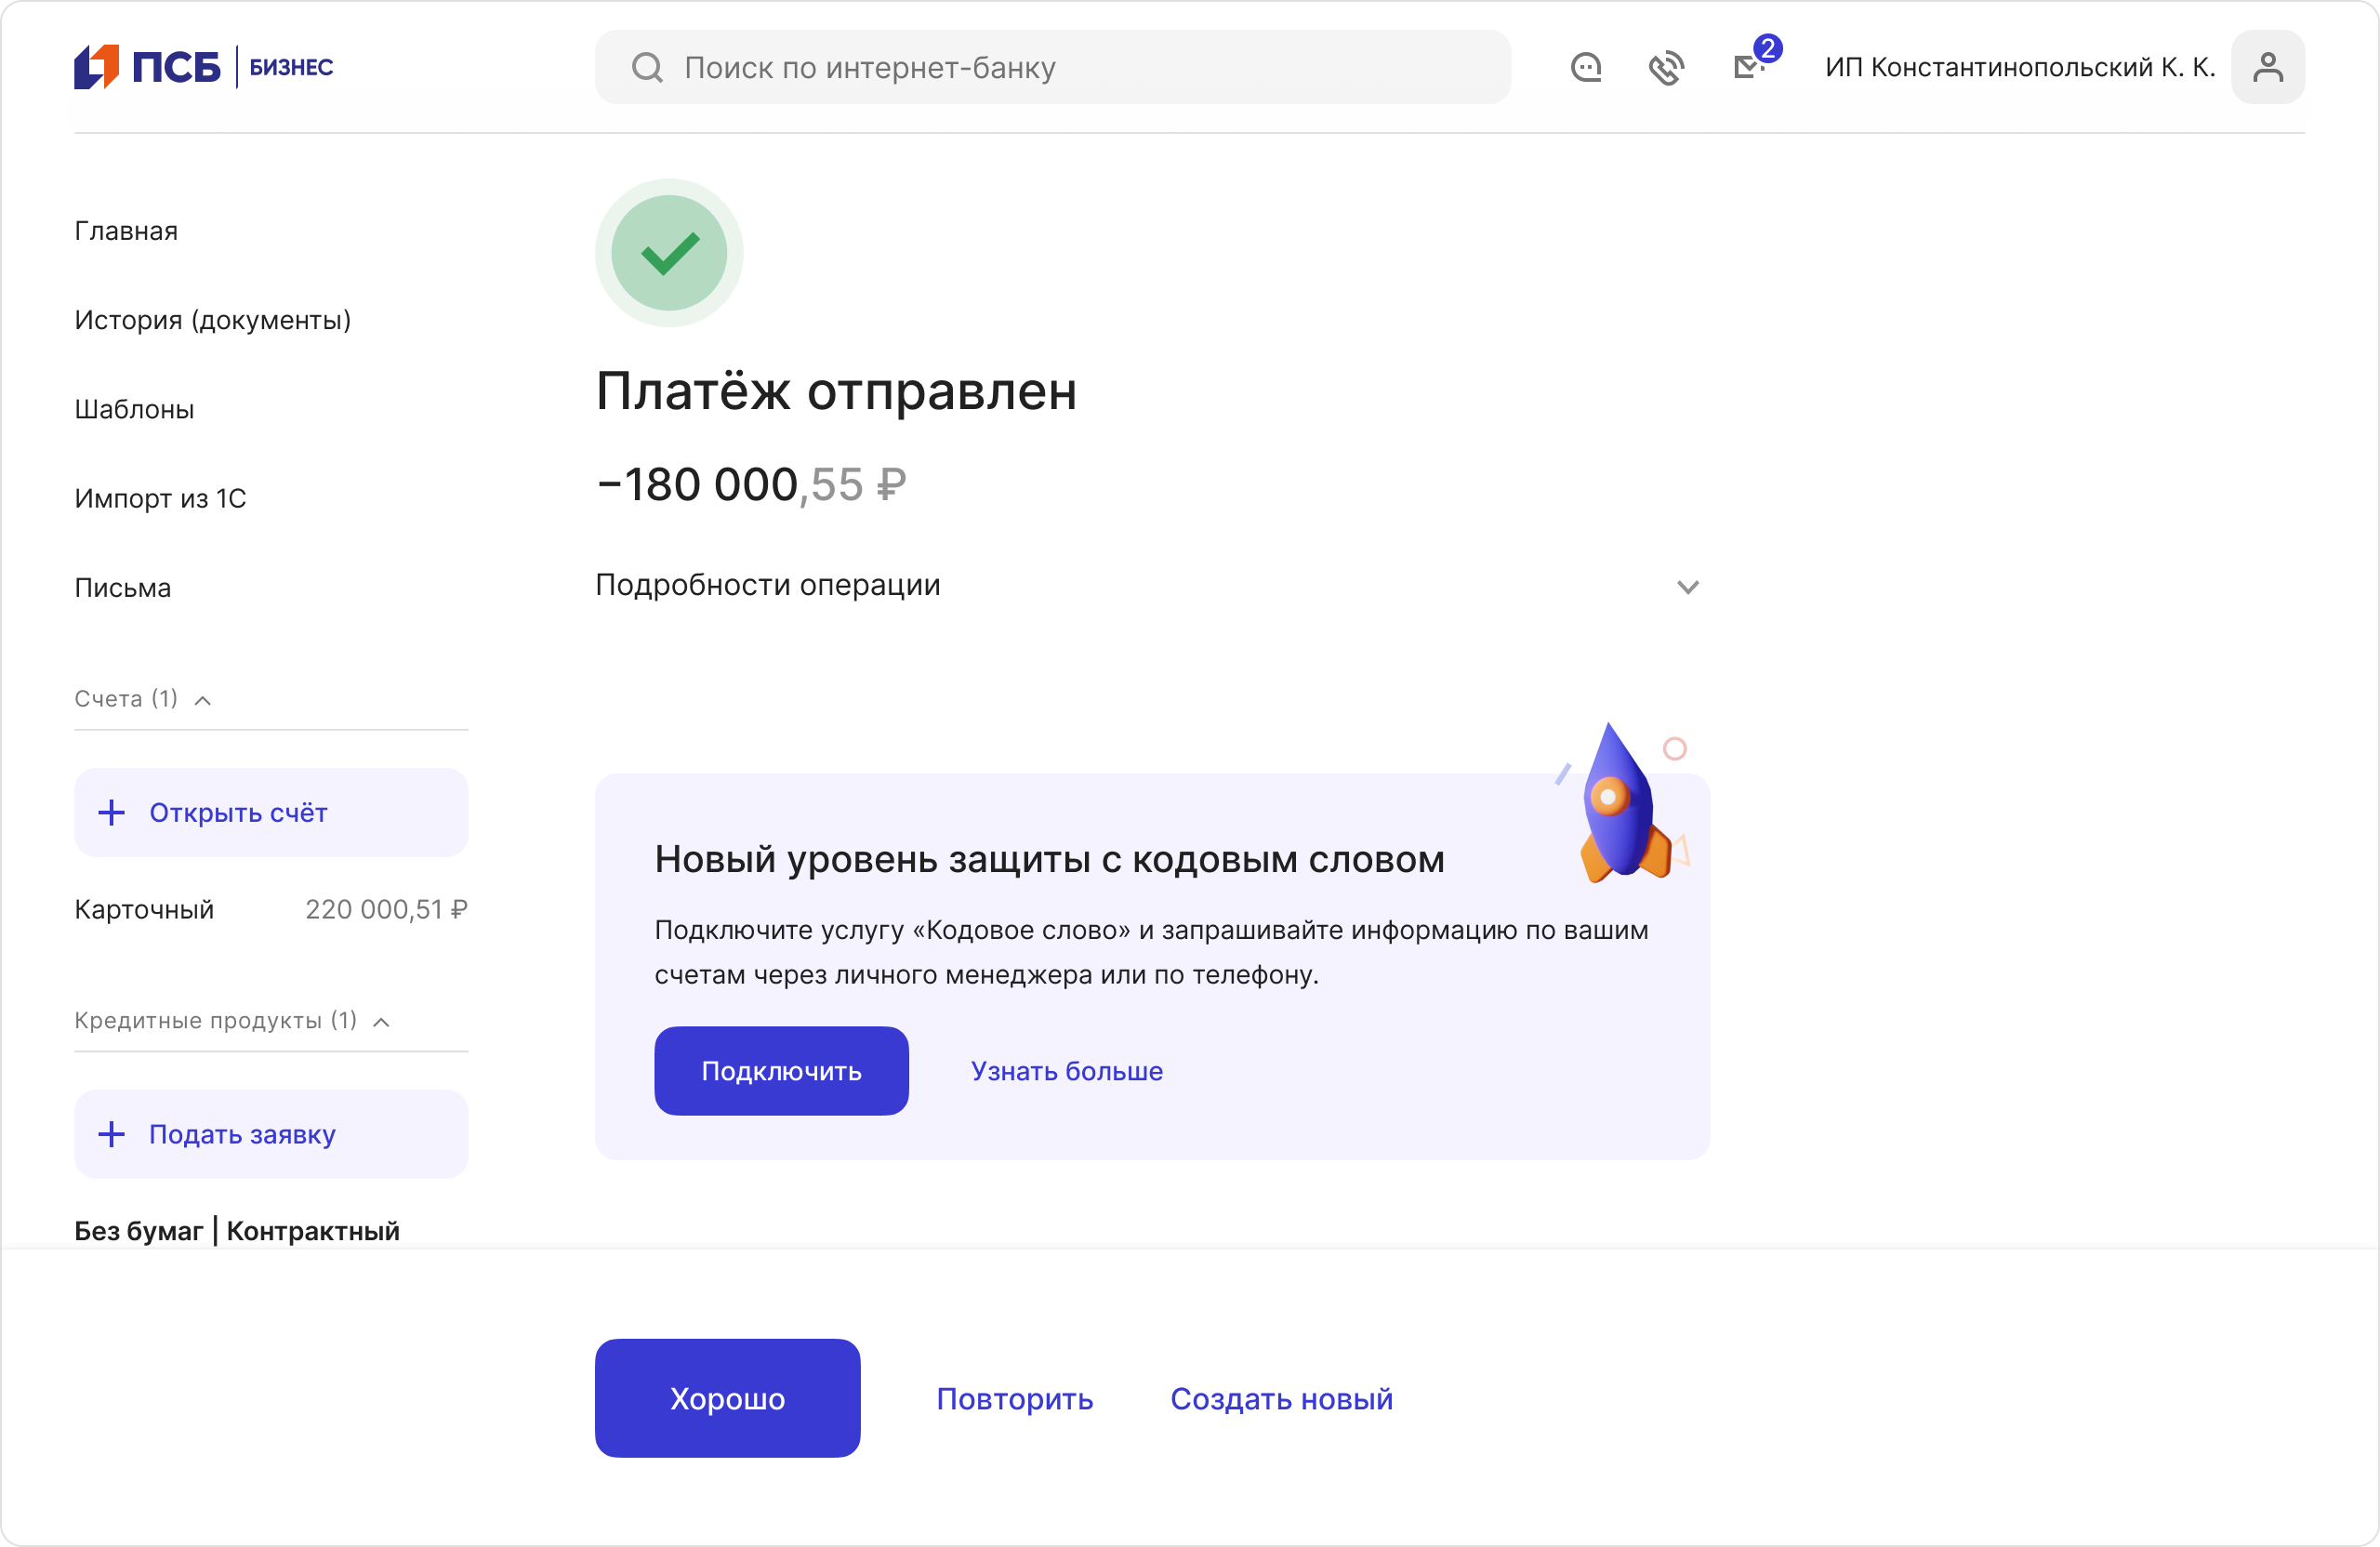 ПСБ | БИЗНЕС
Поиск по интернет-банку
2
ИП Константинопольский К. К.
Главная
История (документы)
Шаблоны
Импорт из 1С
Письма
Счета (1)
Открыть счёт
Карточный 220 000,51 ₽
Кредитные продукты (1)
Подать заявку
Без бумаг | Контрактный
Платёж отправлен
−180 000,55 ₽
Подробности операции
Новый уровень защиты с кодовым словом
Подключите услугу «Кодовое слово» и запрашивайте информацию по вашим
счетам через личного менеджера или по телефону.
Подключить Узнать больше
Хорошо Повторить Создать новый